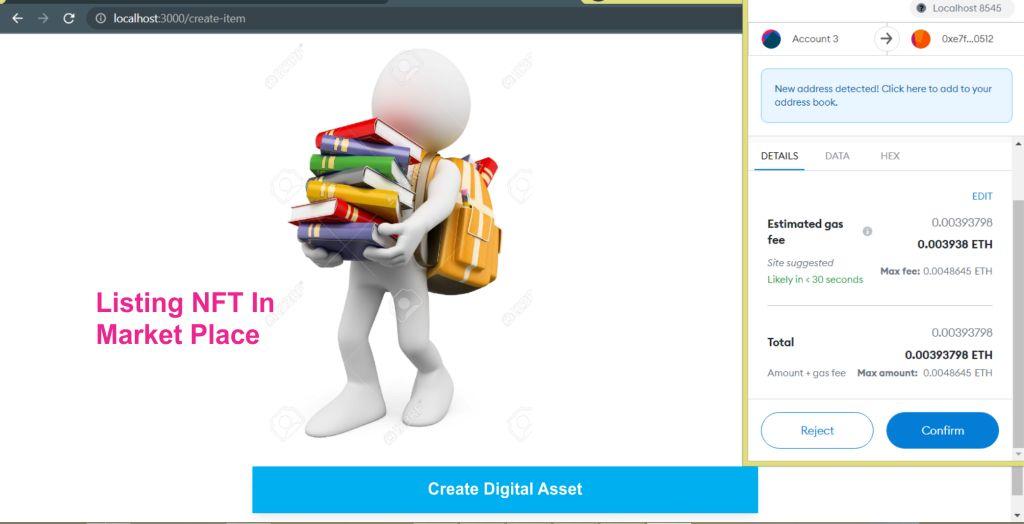 localhost:3000/create-item
Localhost 8545
Account 3
0xe7f...0512
New address detected! Click here to add to your
address book.
DETAILS
DATA
HEX
EDIT
Estimated gas
fee
0.00393798
0.003938 ETH
Site suggested
Max fee: 0.0048645 ETH
Likely in < 30 seconds
Total
0.00393798
0.00393798 ETH
Amount + gas fee
Max amount: 0.0048645 ETH
Reject
Confirm
Listing NFT In
Market Place
Create Digital Asset